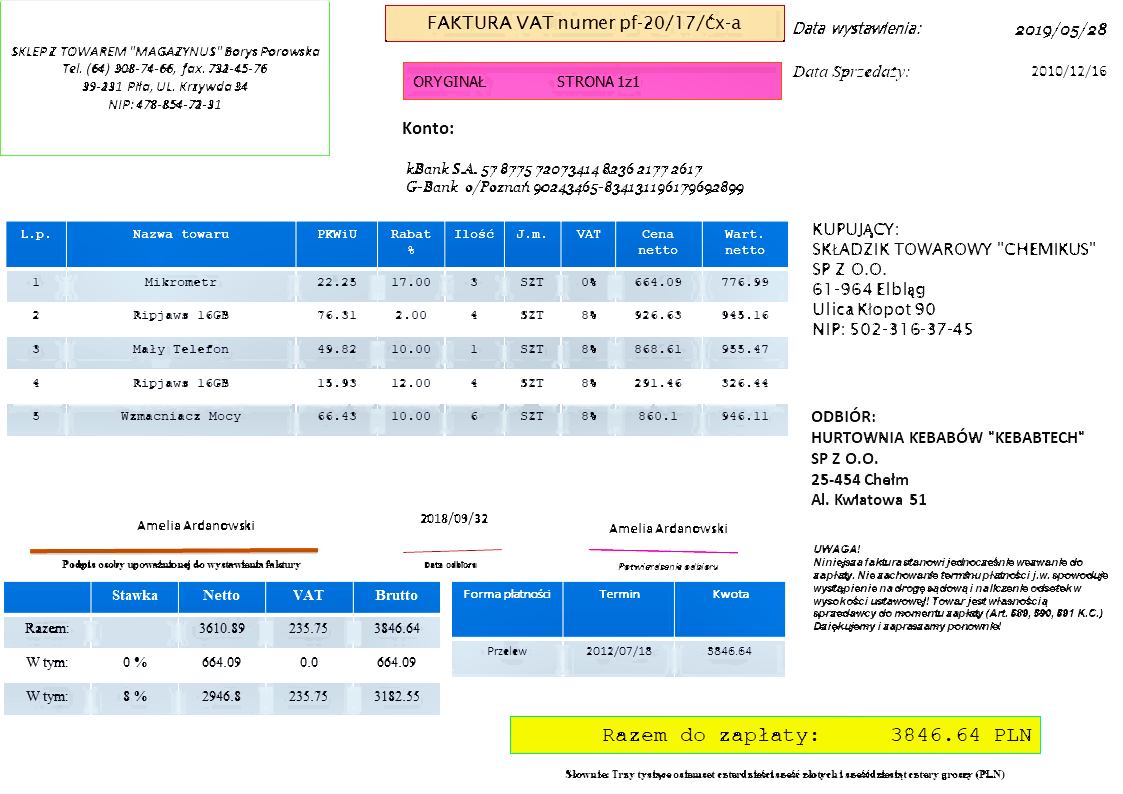 SKLEP Z TOWAREM "MAGAZYNUS" Borys Porowska
Tel. (64) 308-74-66, fax. 732-45-76
39-231 Piła, UL. Krzywda 34
NIP: 478-854-72-31
FAKTURA VAT numer pf-20/17/Ćx-a
ORYGINAŁ STRONA 1z1
Data wystawienia: 2019/05/28
Data Sprzedaży: 2010/12/16
Konto:
kBank S.A. 57 8775 72073414 8236 2177 2617
G-Bank o/Poznań 90243465-834131196179692899
L.p. Nazwa towaru PKWiU Rabat % Ilość J.m. VAT Cena netto Wart. netto
1 Mikrometr 22.25 17.00 3 SZT 0% 664.09 776.99
2 Ripjaws 16GB 76.31 2.00 4 SZT 8% 926.63 945.16
3 Mały Telefon 49.82 10.00 1 SZT 8% 868.61 955.47
4 Ripjaws 16GB 15.93 12.00 4 SZT 8% 291.46 326.44
5 Wzmacniacz Mocy 66.43 10.00 6 SZT 8% 860.1 946.11
KUPUJĄCY:
SKŁADZIK TOWAROWY "CHEMIKUS"
SP Z O.O.
61-964 Elbląg
Ulica Kłopot 90
NIP: 502-316-37-45
ODBIÓR:
HURTOWNIA KEBABÓW "KEBABTECH"
SP Z O.O.
25-454 Chełm
Al. Kwiatowa 51
Amelia Ardanowski
Podpis osoby upoważnionej do wystawienia faktury
2018/09/32
Data odbioru
Amelia Ardanowski
Potwierdzenie odbioru
UWAGA!
Niniejsza faktura stanowi jednocześnie wezwanie do
zapłaty. Nie zachowanie terminu płatności j.w. spowoduje
wystąpienie na drogę sądową i naliczenie odsetek w
wysokości ustawowej! Towar jest własnością
sprzedawcy do momentu zapłaty (Art. 589, 590, 591 K.C.)
Dziękujemy i zapraszamy ponownie!
Stawka Netto VAT Brutto
Razem: 3610.89 235.75 3846.64
W tym: 0 % 664.09 0.0 664.09
W tym: 8 % 2946.8 235.75 3182.55
Forma płatności Termin Kwota
Przelew 2012/07/18 3846.64
Razem do zapłaty: 3846.64 PLN
Słownie: Trzy tysiące osiemset czterdzieści sześć złotych i sześćdziesiąt cztery groszy (PLN)